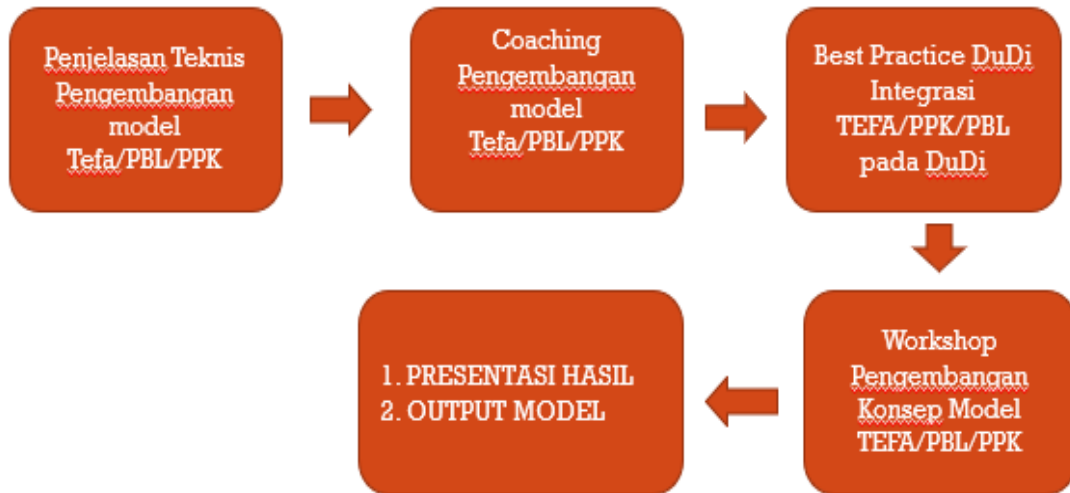 Penjelasan Teknis
Pengembangan
model
Tefa/PBL/PPK
Coaching
Pengembangan
model
Tefa/PBL/PPK
Best Practice DuDi
Integrasi
TEFA/PPK/PBL
pada DuDi
Workshop
Pengembangan
Konsep Model
TEFA/PBL/PPK
1. PRESENTASI HASIL
2. OUTPUT MODEL